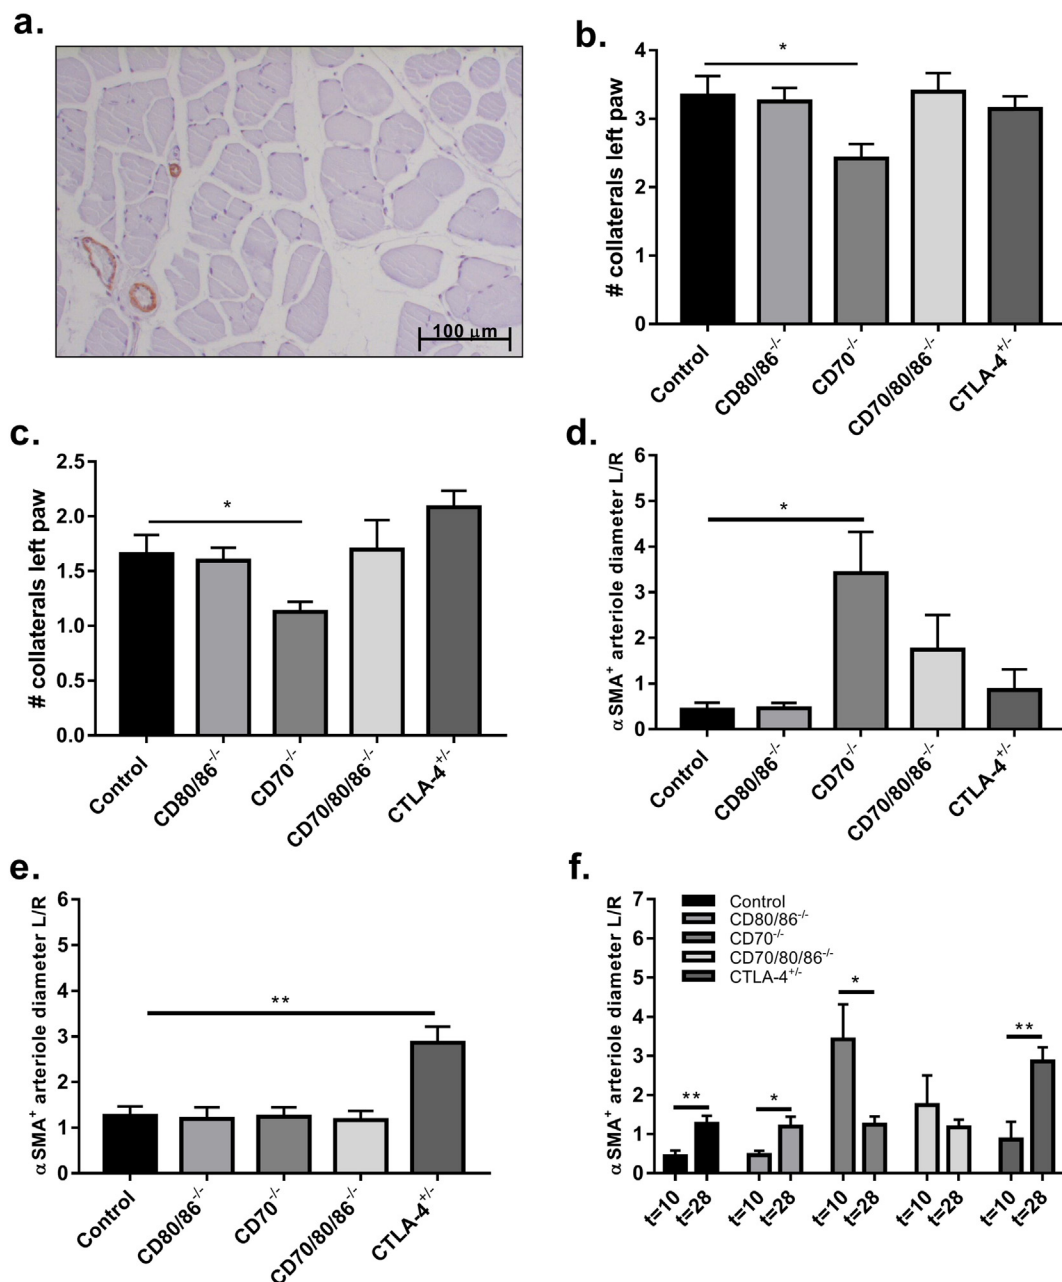 a.
100 μm
b.
# collaterals left paw
4
3
2
1
0
*
Control
CD80/86-/-
CD70-/-
CD70/80/86-/-
CTLA-4+/-
c.
# collaterals left paw
2.5
2.0
1.5
1.0
0.5
0.0
*
Control
CD80/86-/-
CD70-/-
CD70/80/86-/-
CTLA-4+/-
d.
αSMA+ arteriole diameter L/R
6
5
4
3
2
1
0
*
Control
CD80/86-/-
CD70-/-
CD70/80/86-/-
CTLA-4+/-
e.
αSMA+ arteriole diameter L/R
6
5
4
3
2
1
0
**
Control
CD80/86-/-
CD70-/-
CD70/80/86-/-
CTLA-4+/-
f.
αSMA+ arteriole diameter L/R
7
6
5
4
3
2
1
0
Control
CD80/86-/-
CD70-/-
CD70/80/86-/-
CTLA-4+/-
**
*
*
**
t=10
t=28
t=10
t=28
t=10
t=28
t=10
t=28
t=10
t=28